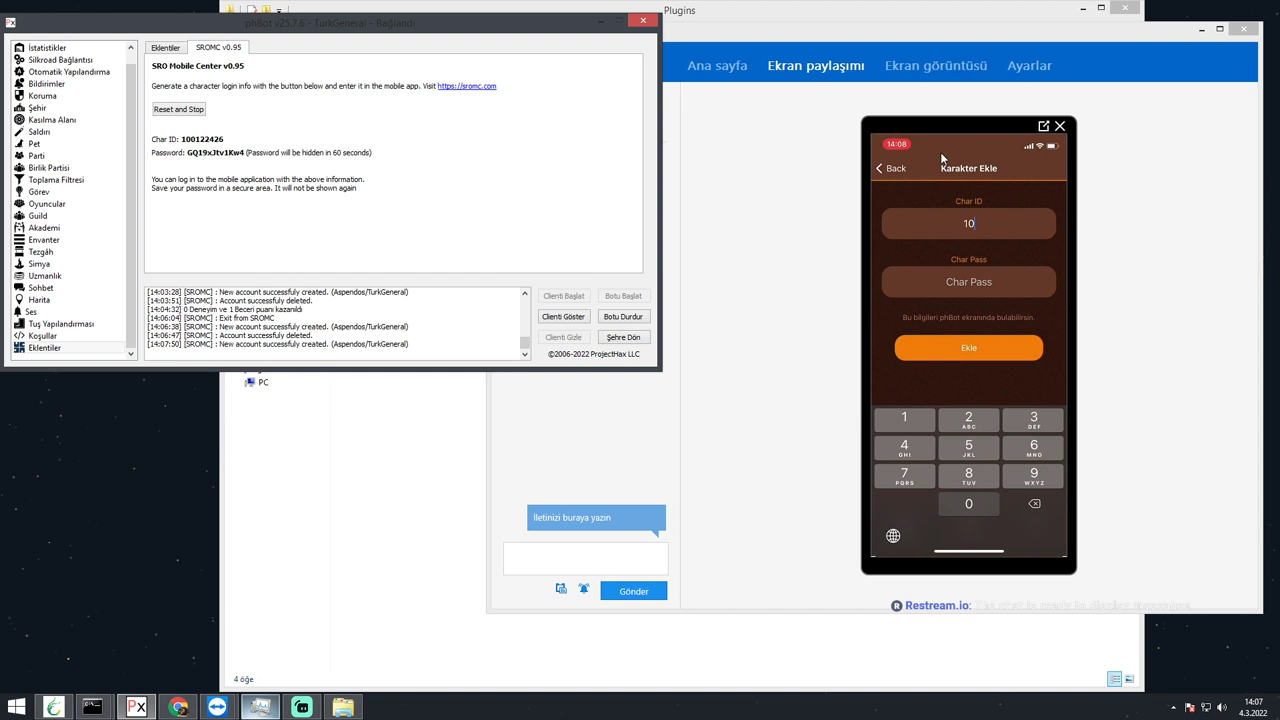 phBot v25.7.6 - TurkGeneral - Bağlandı
Plugins
İstatistikler
Silkroad Bağlantısı
Otomatik Yapılandırma
Bildirimler
Koruma
Şehir
Kasılma Alanı
Saldırı
Pet
Parti
Birlik Partisi
Toplama Filtresi
Görev
Oyuncular
Guild
Akademi
Envanter
Tezgâh
Simya
Uzmanlık
Sohbet
Harita
Ses
Tuş Yapılandırması
Koşullar
Eklentiler
Eklentiler
SROMC v0.95
SRO Mobile Center v0.95
Generate a character login info with the button below and enter it in the mobile app. Visit https://sromc.com
Reset and Stop
Char ID: 100122426
Password: GQ19xJtv1Kw4 (Password will be hidden in 60 seconds)
You can log in to the mobile application with the above information.
Save your password in a secure area. It will not be shown again
[14:03:28] [SROMC] : New account successfuly created. (Aspendos/TurkGeneral)
[14:03:51] [SROMC] : Account successfuly deleted.
[14:04:32] 0 Deneyim ve 1 Beceri puanı kazanıldı
[14:06:04] [SROMC] : Exit from SROMC
[14:06:38] [SROMC] : New account successfuly created. (Aspendos/TurkGeneral)
[14:06:47] [SROMC] : Account successfuly deleted.
[14:07:50] [SROMC] : New account successfuly created. (Aspendos/TurkGeneral)
Clienti Başlat
Botu Başlat
Clienti Göster
Botu Durdur
Clienti Gizle
Şehre Dön
©2006-2022 ProjectHax LLC
Ana sayfa
Ekran paylaşımı
Ekran görüntüsü
Ayarlar
14:08
Back
Karakter Ekle
Char ID
10
Char Pass
Char Pass
Bu bilgileri phBot ekranında bulabilirsin.
Ekle
1
2 ABC
3 DEF
4 GHI
5 JKL
6 MNO
7 PQRS
8 TUV
9 WXYZ
0
PC
İletinizi buraya yazın
Gönder
R Restream.io:
4 öğe
Px
14:07
4.3.2022